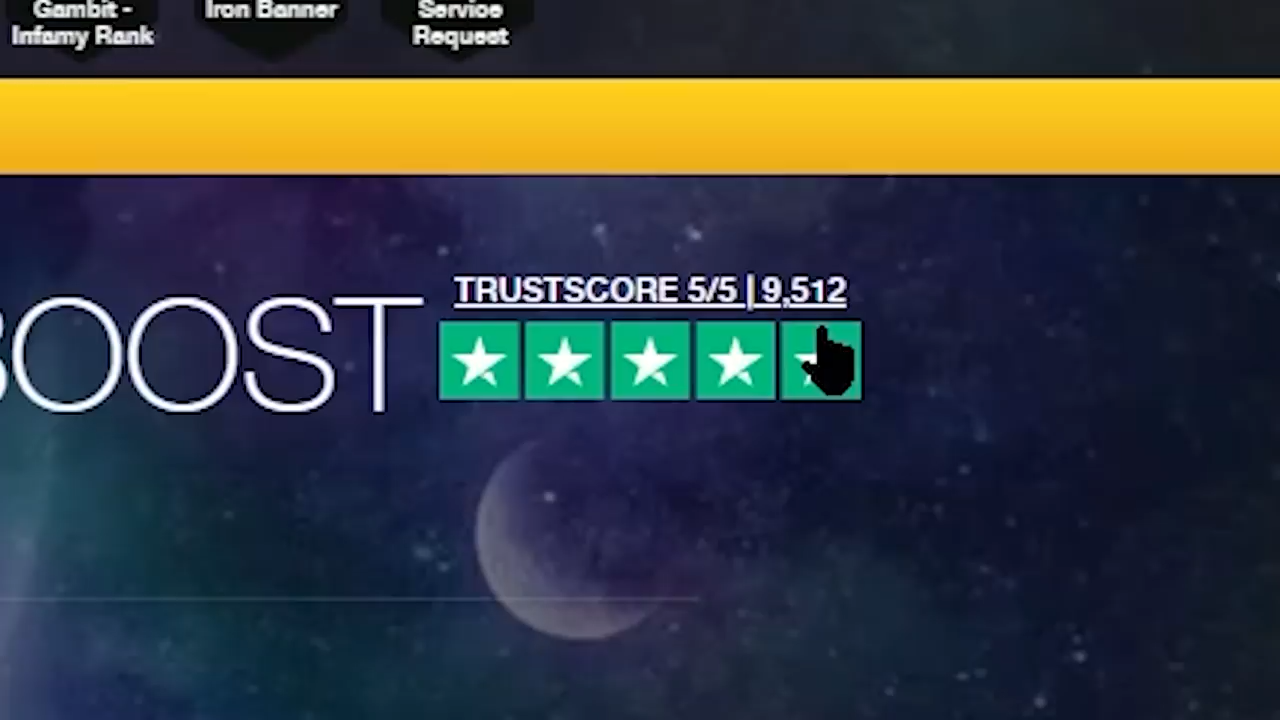 Gambit -
Infamy Rank
Iron Banner
Service
Request
TRUSTSCORE 5/5 | 9,512
BOOST